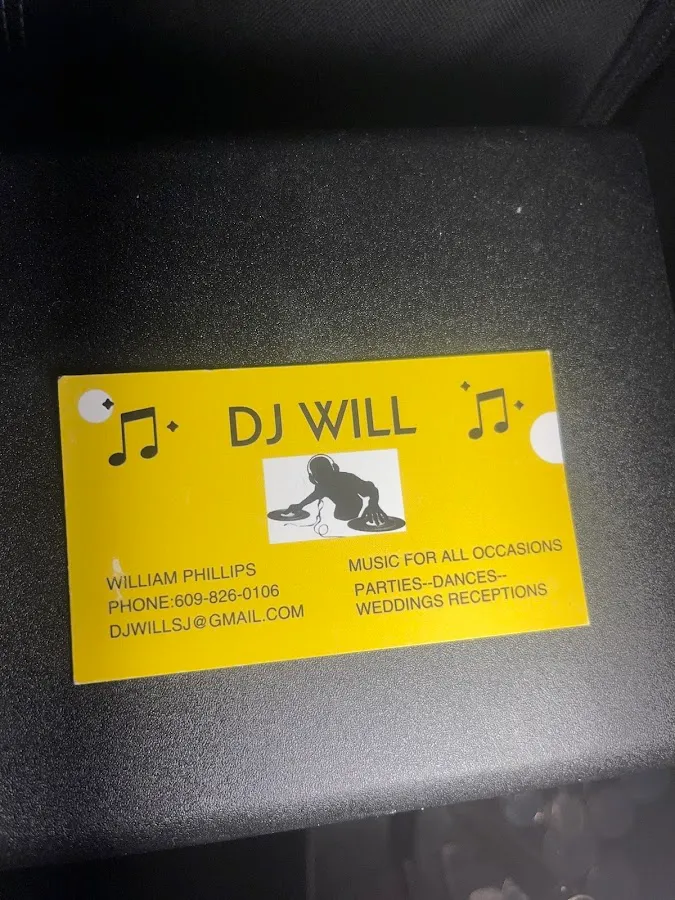 DJ WILL
WILLIAM PHILLIPS
PHONE:609-826-0106
DJWILLSJ@GMAIL.COM
MUSIC FOR ALL OCCASIONS
PARTIES--DANCES--
WEDDINGS RECEPTIONS